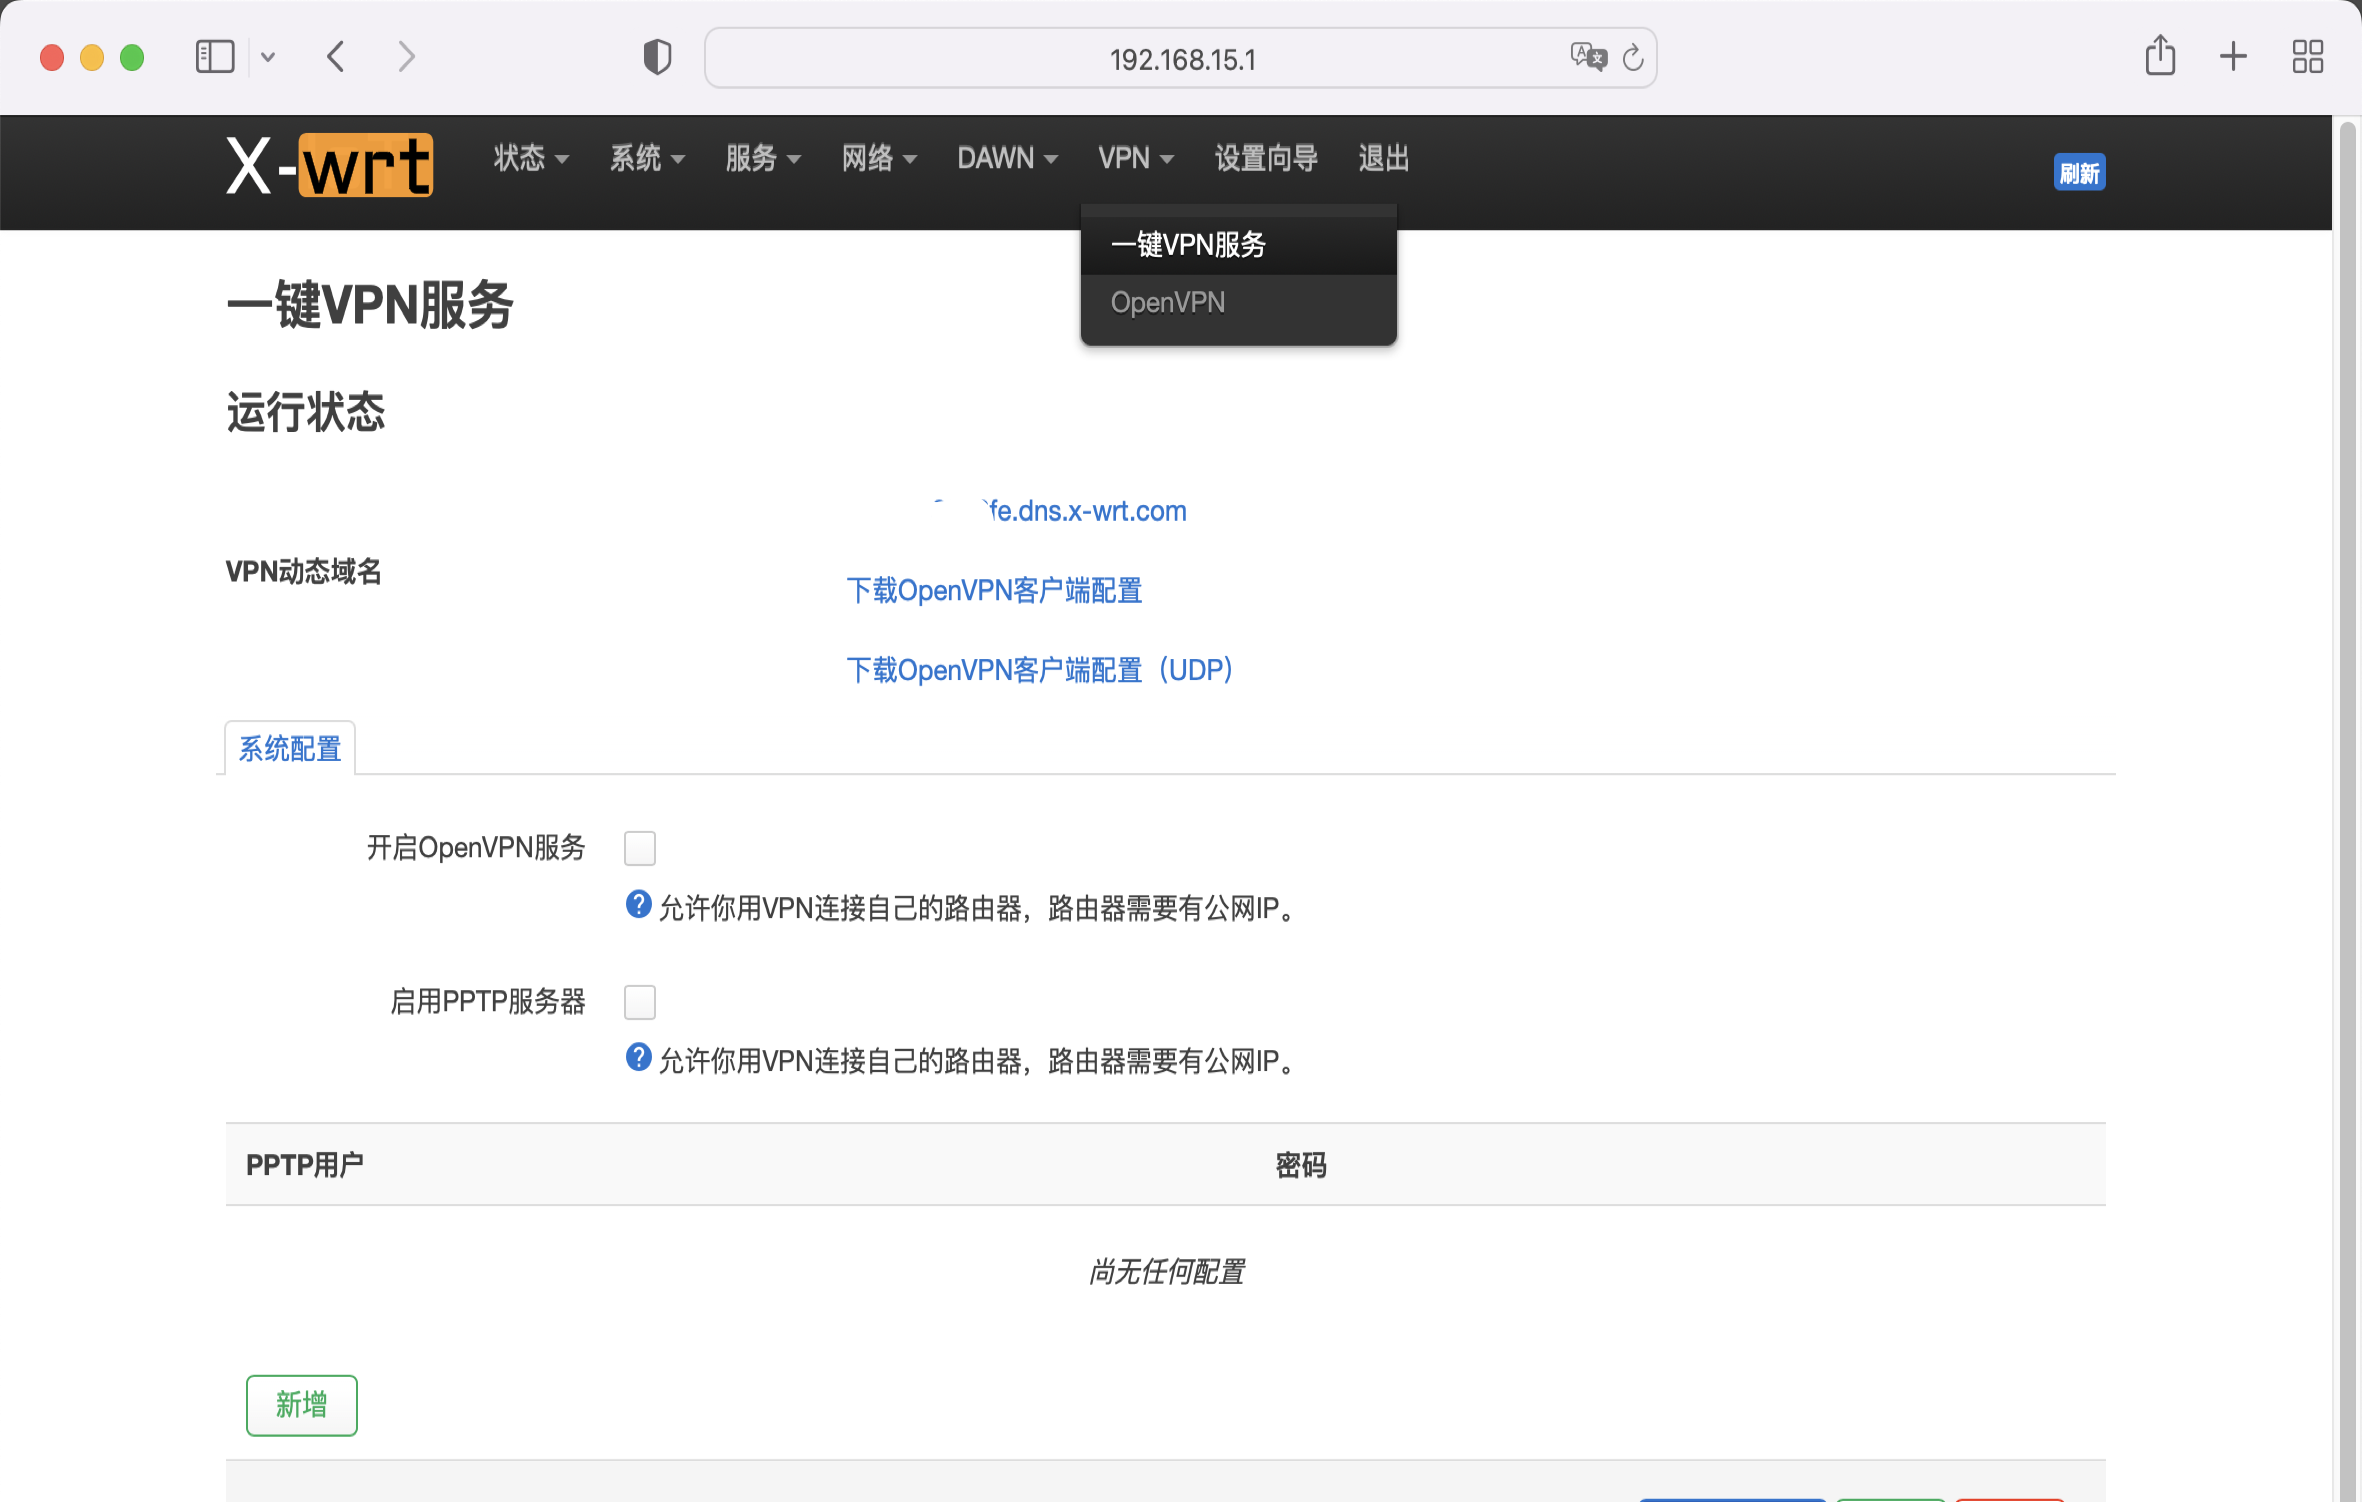 192.168.15.1
X-wrt 状态 系统 服务 网络 DAWN VPN 设置向导 退出 刷新
一键VPN服务
OpenVPN
一键VPN服务
运行状态
fe.dns.x-wrt.com
VPN动态域名
下载OpenVPN客户端配置
下载OpenVPN客户端配置（UDP）
系统配置
开启OpenVPN服务
允许你用VPN连接自己的路由器，路由器需要有公网IP。
启用PPTP服务器
允许你用VPN连接自己的路由器，路由器需要有公网IP。
PPTP用户 密码
尚无任何配置
新增